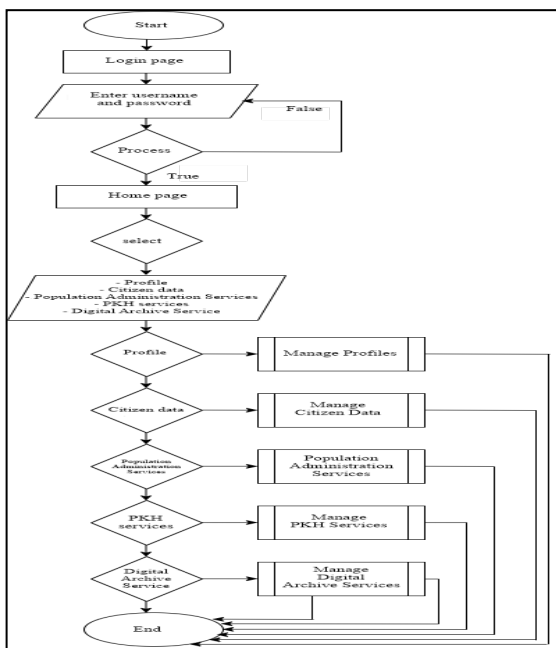 Start
Login page
Enter username
and password
False
Process
True
Home page
select
- Profile
- Citizen data
- Population Administration Services
- PKH services
- Digital Archive Service
Profile
Manage Profiles
Citizen data
Manage
Citizen Data
Population
Administration
Services
Population
Administration
Services
PKH
services
Manage
PKH Services
Digital
Archive
Service
Manage
Digital
Archive Services
End